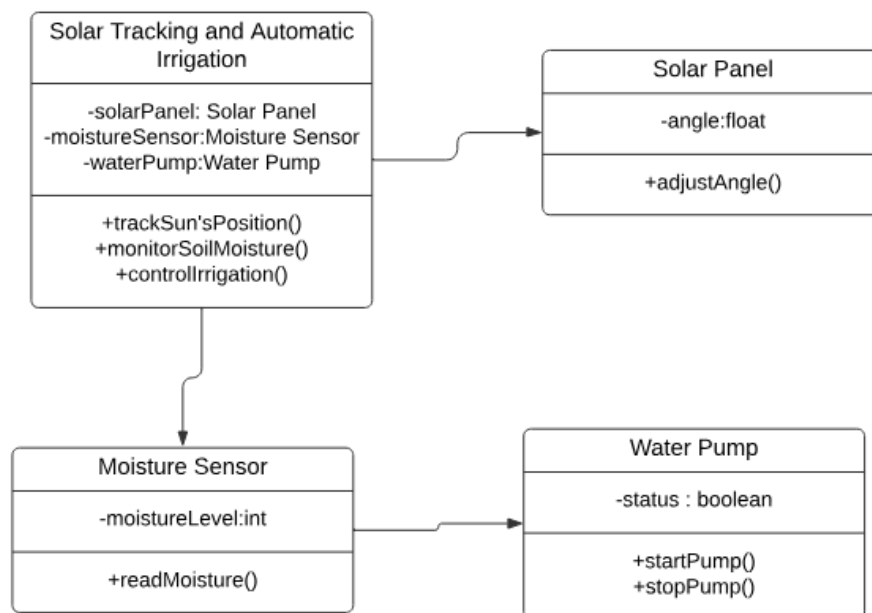 Solar Tracking and Automatic
Irrigation
-solarPanel: Solar Panel
-moistureSensor:Moisture Sensor
-waterPump:Water Pump
+trackSun'sPosition()
+monitorSoilMoisture()
+controlIrrigation()
Solar Panel
-angle:float
+adjustAngle()
Moisture Sensor
-moistureLevel:int
+readMoisture()
Water Pump
-status : boolean
+startPump()
+stopPump()